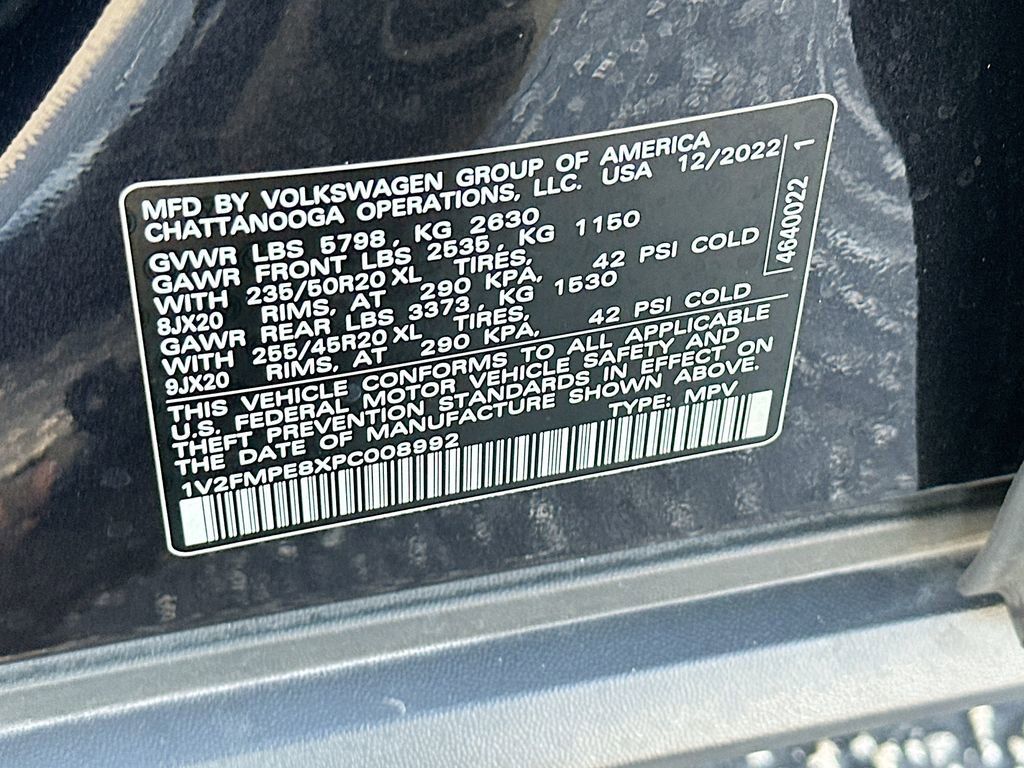 MFD BY VOLKSWAGEN GROUP OF AMERICA
CHATTANOOGA OPERATIONS, LLC. USA 12/2022
GVWR LBS 5798, KG 2630
GAWR FRONT LBS 2535, KG 1150
WITH 235/50R20 XL TIRES,
8JX20 RIMS, AT 290 KPA, 42 PSI COLD
GAWR REAR LBS 3373, KG 1530
WITH 255/45R20 XL TIRES,
9JX20 RIMS, AT 290 KPA, 42 PSI COLD
THIS VEHICLE CONFORMS TO ALL APPLICABLE
U.S. FEDERAL MOTOR VEHICLE SAFETY AND
THEFT PREVENTION STANDARDS IN EFFECT ON
THE DATE OF MANUFACTURE SHOWN ABOVE.
1V2FMPE8XPC008992 TYPE: MPV
4640022 1